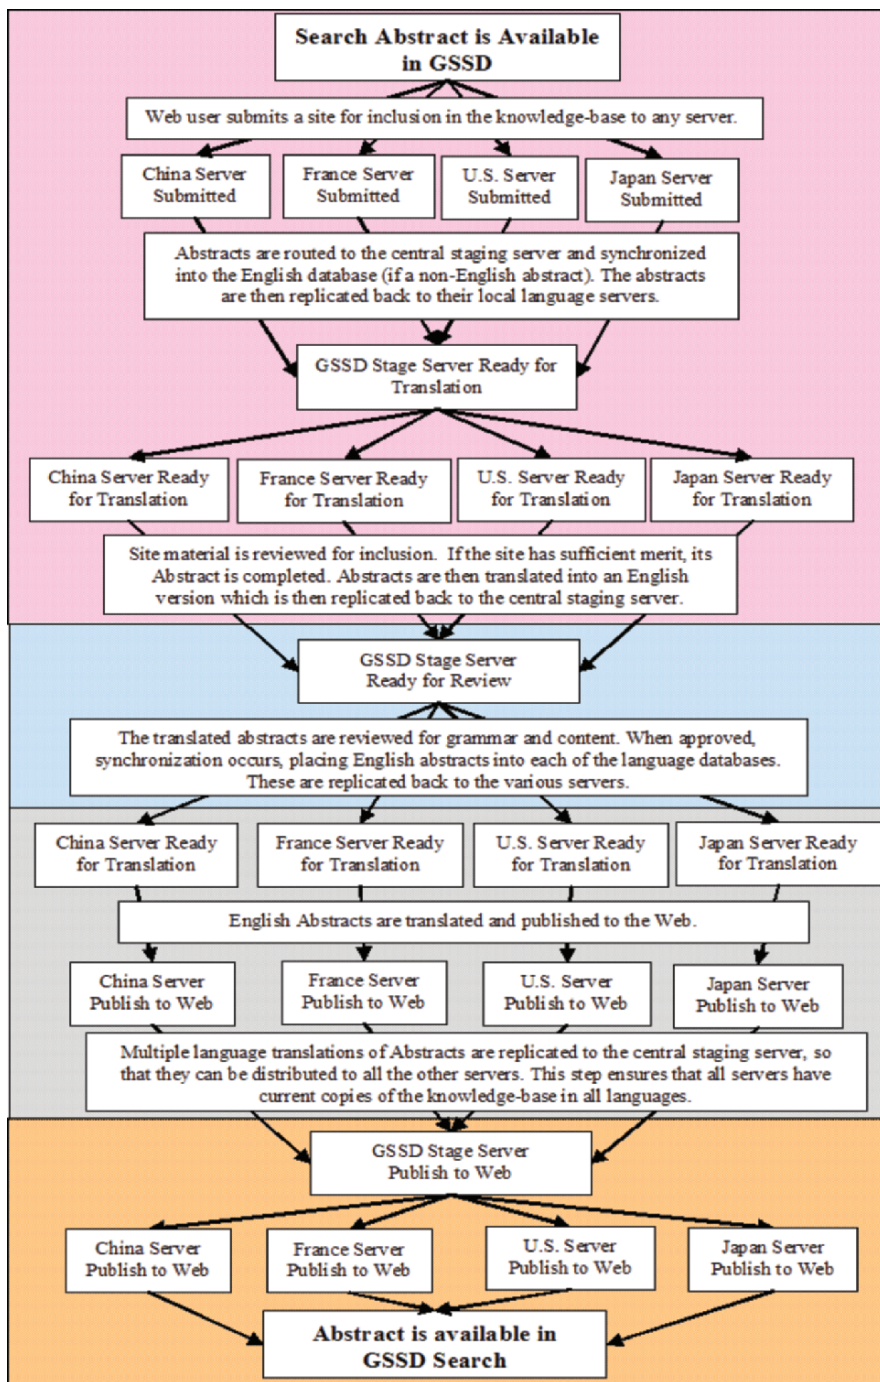 Search Abstract is Available
in GSSD
Web user submits a site for inclusion in the knowledge-base to any server.
China Server
Submitted
France Server
Submitted
U.S. Server
Submitted
Japan Server
Submitted
Abstracts are routed to the central staging server and synchronized
into the English database (if a non-English abstract). The abstracts
are then replicated back to their local language servers.
GSSD Stage Server Ready for
Translation
China Server Ready
for Translation
France Server Ready
for Translation
U.S. Server Ready
for Translation
Japan Server Ready
for Translation
Site material is reviewed for inclusion. If the site has sufficient merit, its
Abstract is completed. Abstracts are then translated into an English
version which is then replicated back to the central staging server.
GSSD Stage Server
Ready for Review
The translated abstracts are reviewed for grammar and content. When approved,
synchronization occurs, placing English abstracts into each of the language databases.
These are replicated back to the various servers.
China Server Ready
for Translation
France Server Ready
for Translation
U.S. Server Ready
for Translation
Japan Server Ready
for Translation
English Abstracts are translated and published to the Web.
China Server
Publish to Web
France Server
Publish to Web
U.S. Server
Publish to Web
Japan Server
Publish to Web
Multiple language translations of Abstracts are replicated to the central staging server, so
that they can be distributed to all the other servers. This step ensures that all servers have
current copies of the knowledge-base in all languages.
GSSD Stage Server
Publish to Web
China Server
Publish to Web
France Server
Publish to Web
U.S. Server
Publish to Web
Japan Server
Publish to Web
Abstract is available in
GSSD Search